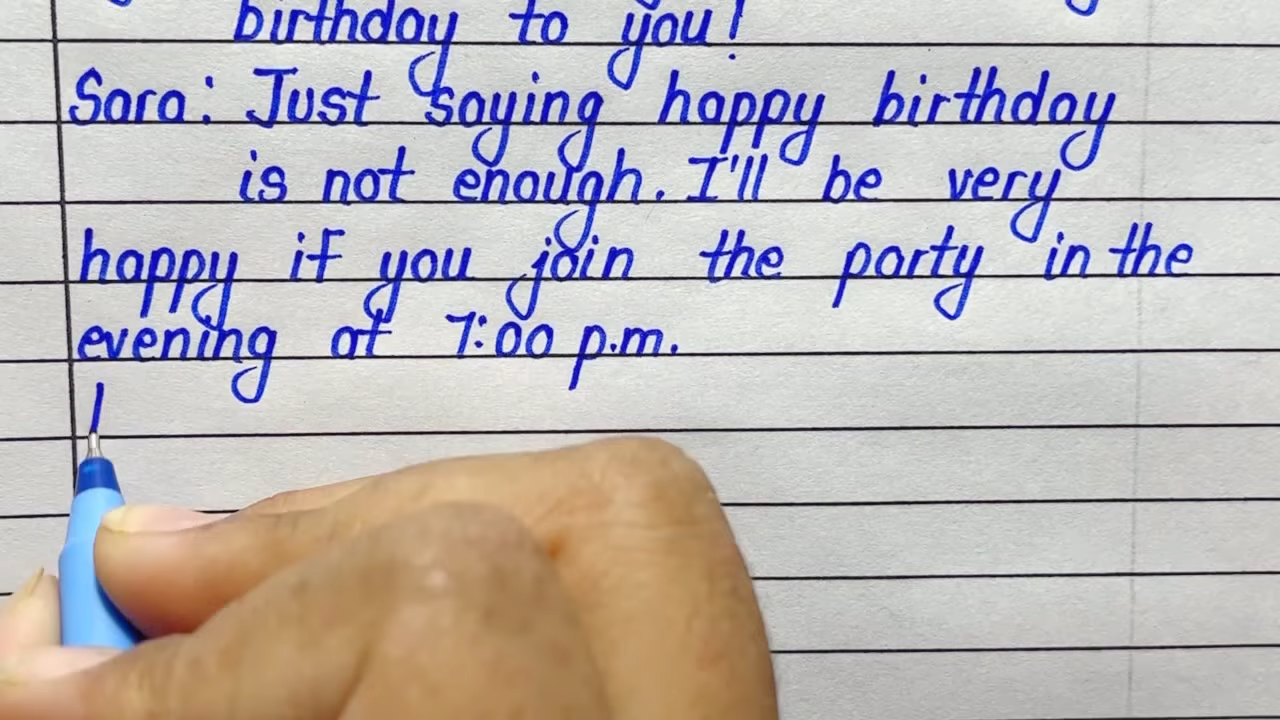 birthday to you!
Sara: Just saying happy birthday
is not enough. I'll be very
happy if you join the party in the
evening at 7:00 p.m.